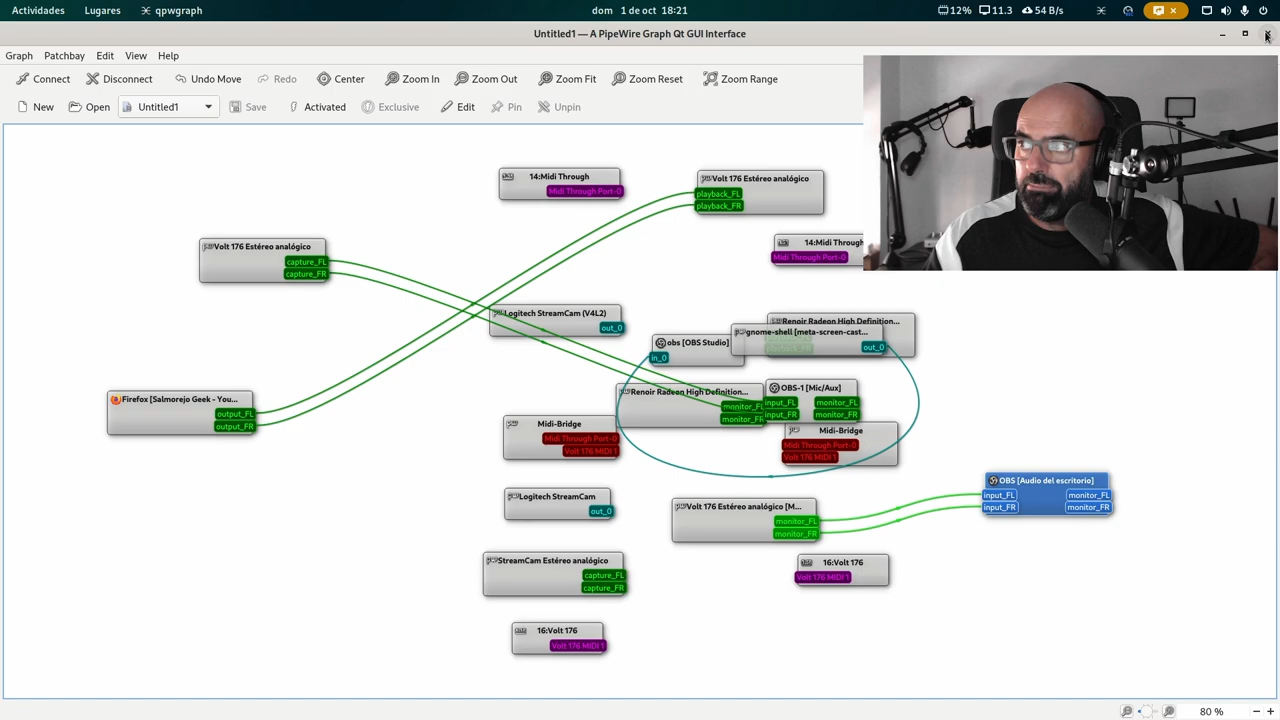 Actividades Lugares qpwgraph dom 1 de oct 18:21 12% 11.3 54 B/s
Untitled1 — A PipeWire Graph Qt GUI Interface
Graph Patchbay Edit View Help
Connect Disconnect Undo Move Redo Center Zoom In Zoom Out Zoom Fit Zoom Reset Zoom Range
New Open Untitled1 Save Activated Exclusive Edit Pin Unpin
14:Midi Through
Midi Through Port-0
Volt 176 Estéreo analógico
playback_FL
playback_FR
Volt 176 Estéreo analógico
capture_FL
capture_FR
14:Midi Through
Midi Through Port-0
Logitech StreamCam (V4L2)
out_0
Renoir Radeon High Definition...
gnome-shell [meta-screen-cast...
out_0
obs [OBS Studio]
in_0
Firefox [Salmorejo Geek - You...
output_FL
output_FR
Renoir Radeon High Definition...
monitor_FL
monitor_FR
OBS-1 [Mic/Aux]
input_FL monitor_FL
input_FR monitor_FR
Midi-Bridge
Midi Through Port-0
Volt 176 MIDI 1
Midi-Bridge
Midi Through Port-0
Volt 176 MIDI 1
Logitech StreamCam
out_0
Volt 176 Estéreo analógico [M...
monitor_FL
monitor_FR
OBS [Audio del escritorio]
input_FL monitor_FL
input_FR monitor_FR
StreamCam Estéreo analógico
capture_FL
capture_FR
16:Volt 176
Volt 176 MIDI 1
16:Volt 176
Volt 176 MIDI 1
80 %